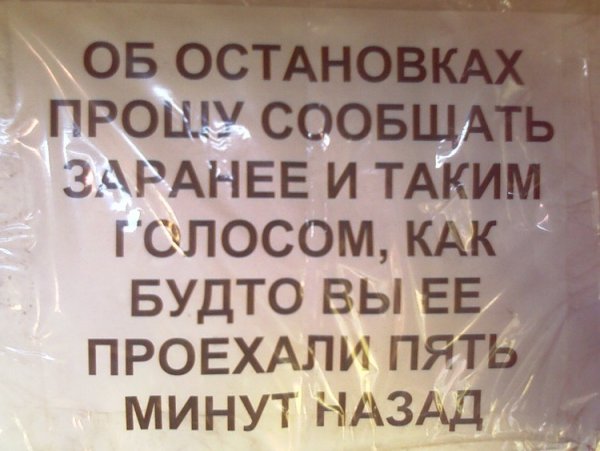 ОБ ОСТАНОВКАХ
ПРОШУ СООБЩАТЬ
ЗАРАНЕЕ И ТАКИМ
ГОЛОСОМ, КАК
БУДТО ВЫ ЕЕ
ПРОЕХАЛИ ПЯТЬ
МИНУТ НАЗАД